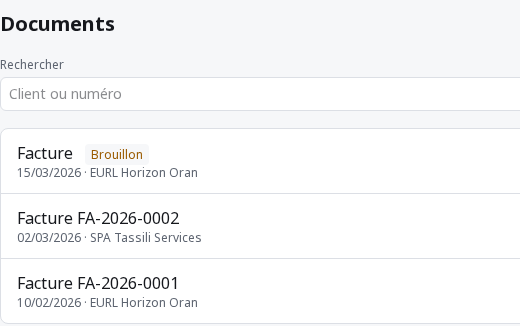 Documents
Rechercher
Client ou numéro
Facture Brouillon
15/03/2026 · EURL Horizon Oran
Facture FA-2026-0002
02/03/2026 · SPA Tassili Services
Facture FA-2026-0001
10/02/2026 · EURL Horizon Oran